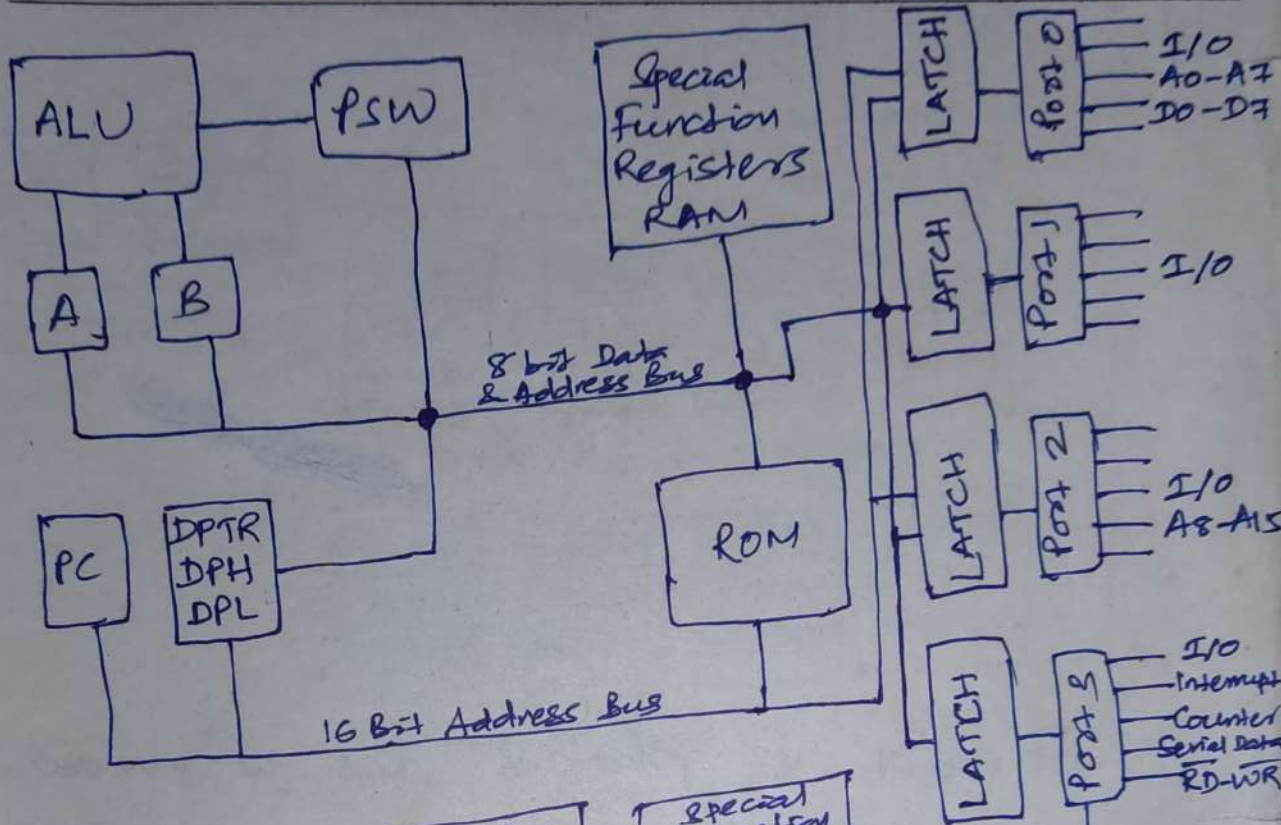 ALU
PSW
Special
Function
Registers
RAM
LATCH
Port 0
I/O
A0-A7
D0-D7
A
B
LATCH
Port 1
I/O
8 bit Data
& Address Bus
PC
DPTR
DPH
DPL
ROM
LATCH
Port 2
I/O
A8-A15
16 Bit Address Bus
LATCH
Port 3
I/O
Interrupt
Counter
Serial Data
R̅D̅-W̅R̅
Special